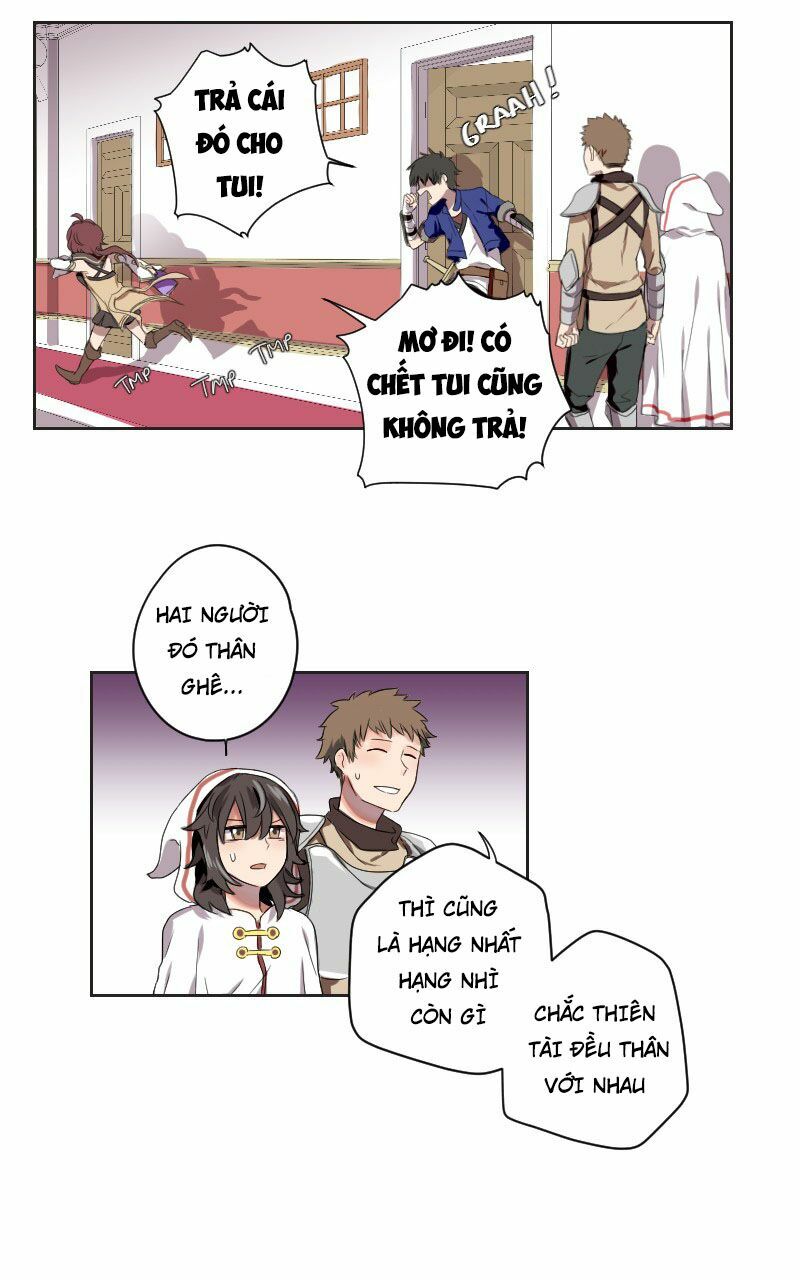 TRẢ CÁI
ĐÓ CHO
TUI!
GRAAH!
TMP
TMP
TMP
MƠ ĐI! CÓ
CHẾT TUI CŨNG
KHÔNG TRẢ!
HAI NGƯỜI
ĐÓ THÂN
GHÊ...
THÌ CŨNG
LÀ HẠNG NHẤT
HẠNG NHÌ
CÒN GÌ
CHẮC THIÊN
TÀI ĐỀU THÂN
VỚI NHAU